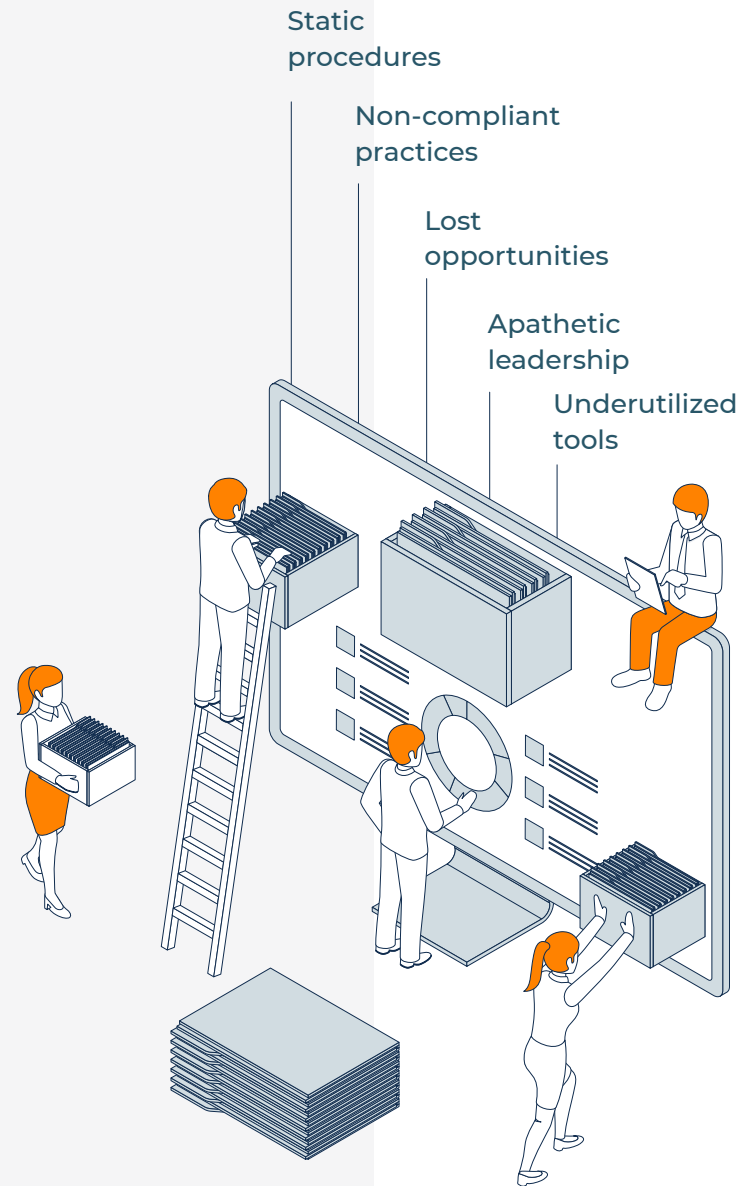 Static
procedures
Non-compliant
practices
Lost
opportunities
Apathetic
leadership
Underutilized
tools